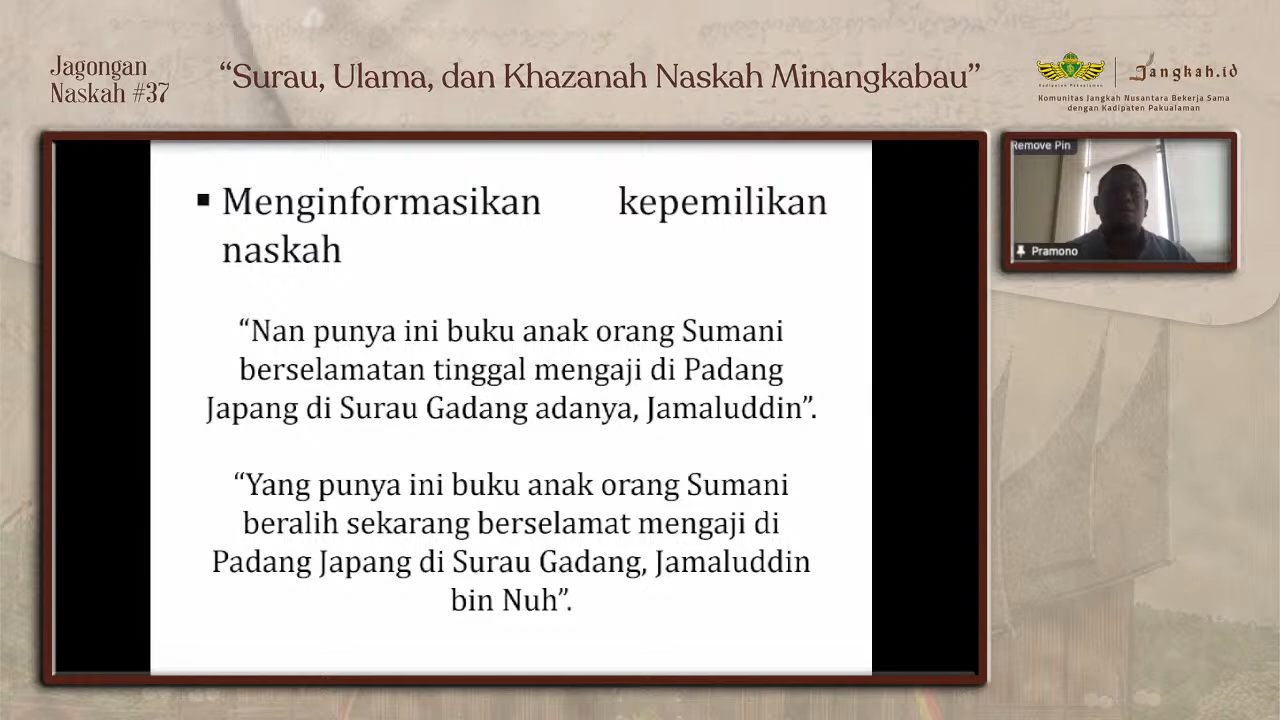 Jagongan
Naskah #37
“Surau, Ulama, dan Khazanah Naskah Minangkabau”
Kadipaten Pakualaman
Jangkah.id
Komunitas Jangkah Nusantara Bekerja Sama
dengan Kadipaten Pakualaman
▪ Menginformasikan kepemilikan
naskah
“Nan punya ini buku anak orang Sumani
berselamatan tinggal mengaji di Padang
Japang di Surau Gadang adanya, Jamaluddin”.
“Yang punya ini buku anak orang Sumani
beralih sekarang berselamat mengaji di
Padang Japang di Surau Gadang, Jamaluddin
bin Nuh”.
Remove Pin
Pramono